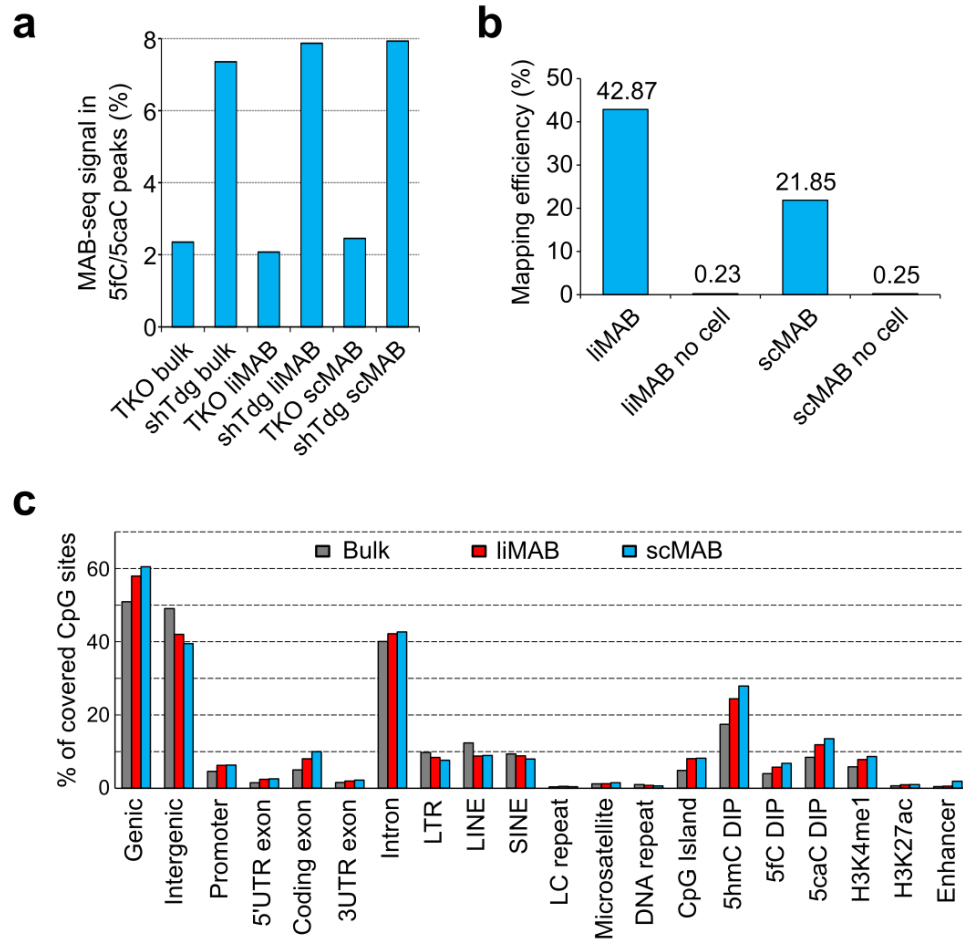 a
MAB-seq signal in
5fC/5caC peaks (%)
8
6
4
2
0
TKO bulk
shTdg bulk
TKO liMAB
shTdg liMAB
TKO scMAB
shTdg scMAB
b
Mapping efficiency (%)
50
40
30
20
10
0
42.87
0.23
21.85
0.25
liMAB
liMAB no cell
scMAB
scMAB no cell
c
% of covered CpG sites
60
40
20
0
Bulk
liMAB
scMAB
Genic
Intergenic
Promoter
5'UTR exon
Coding exon
3UTR exon
Intron
LTR
LINE
SINE
LC repeat
Microsatellite
DNA repeat
CpG Island
5hmC DIP
5fC DIP
5caC DIP
H3K4me1
H3K27ac
Enhancer